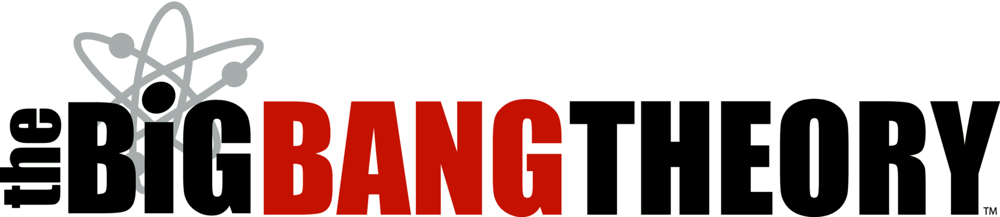 the BiG BANG THEORY ™